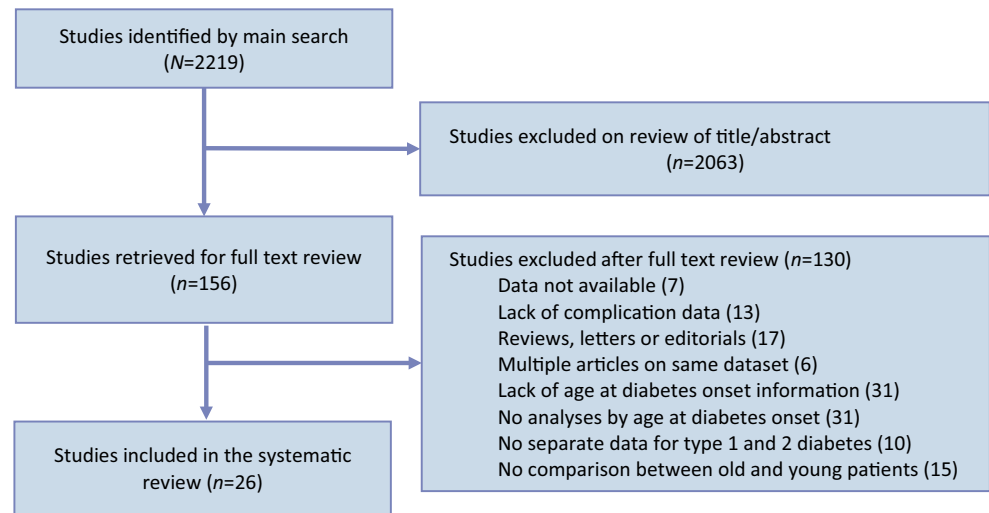 Studies identified by main search
(N=2219)
Studies excluded on review of title/abstract
(n=2063)
Studies retrieved for full text review
(n=156)
Studies excluded after full text review (n=130)
Data not available (7)
Lack of complication data (13)
Reviews, letters or editorials (17)
Multiple articles on same dataset (6)
Lack of age at diabetes onset information (31)
No analyses by age at diabetes onset (31)
No separate data for type 1 and 2 diabetes (10)
No comparison between old and young patients (15)
Studies included in the systematic
review (n=26)